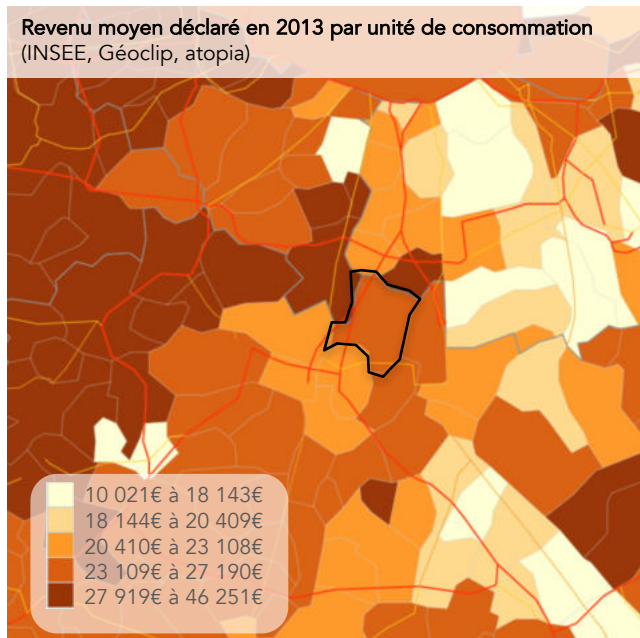 Revenu moyen déclaré en 2013 par unité de consommation
(INSEE, Géoclip, atopia)
10 021€ à 18 143€
18 144€ à 20 409€
20 410€ à 23 108€
23 109€ à 27 190€
27 919€ à 46 251€